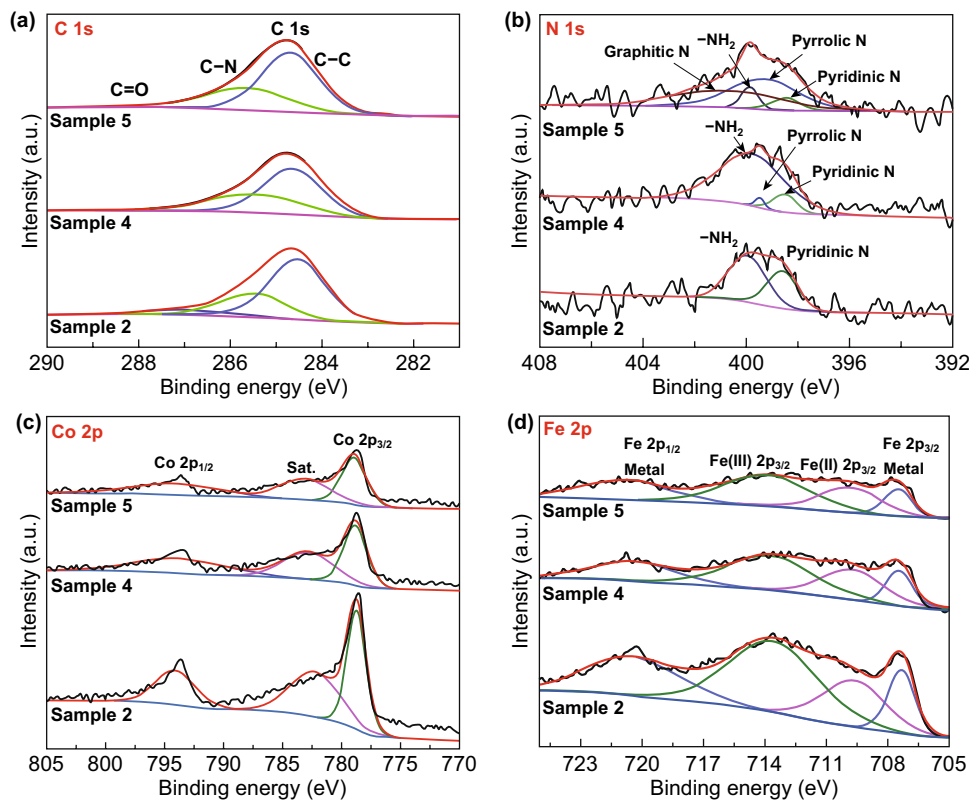 (a)
C 1s
C 1s
C−N
C−C
C=O
Sample 5
Sample 4
Sample 2
Intensity (a.u.)
290 288 286 284 282
Binding energy (eV)
(b)
N 1s
−NH2
Pyrrolic N
Graphitic N
Pyridinic N
Sample 5
−NH2
Pyrrolic N
Pyridinic N
Sample 4
−NH2
Pyridinic N
Sample 2
Intensity (a.u.)
408 404 400 396 392
Binding energy (eV)
(c)
Co 2p
Co 2p3/2
Co 2p1/2
Sat.
Sample 5
Sample 4
Sample 2
Intensity (a.u.)
805 800 795 790 785 780 775 770
Binding energy (eV)
(d)
Fe 2p
Fe 2p1/2
Metal
Fe(III) 2p3/2
Fe(II) 2p3/2
Fe 2p3/2
Metal
Sample 5
Sample 4
Sample 2
Intensity (a.u.)
723 720 717 714 711 708 705
Binding energy (eV)